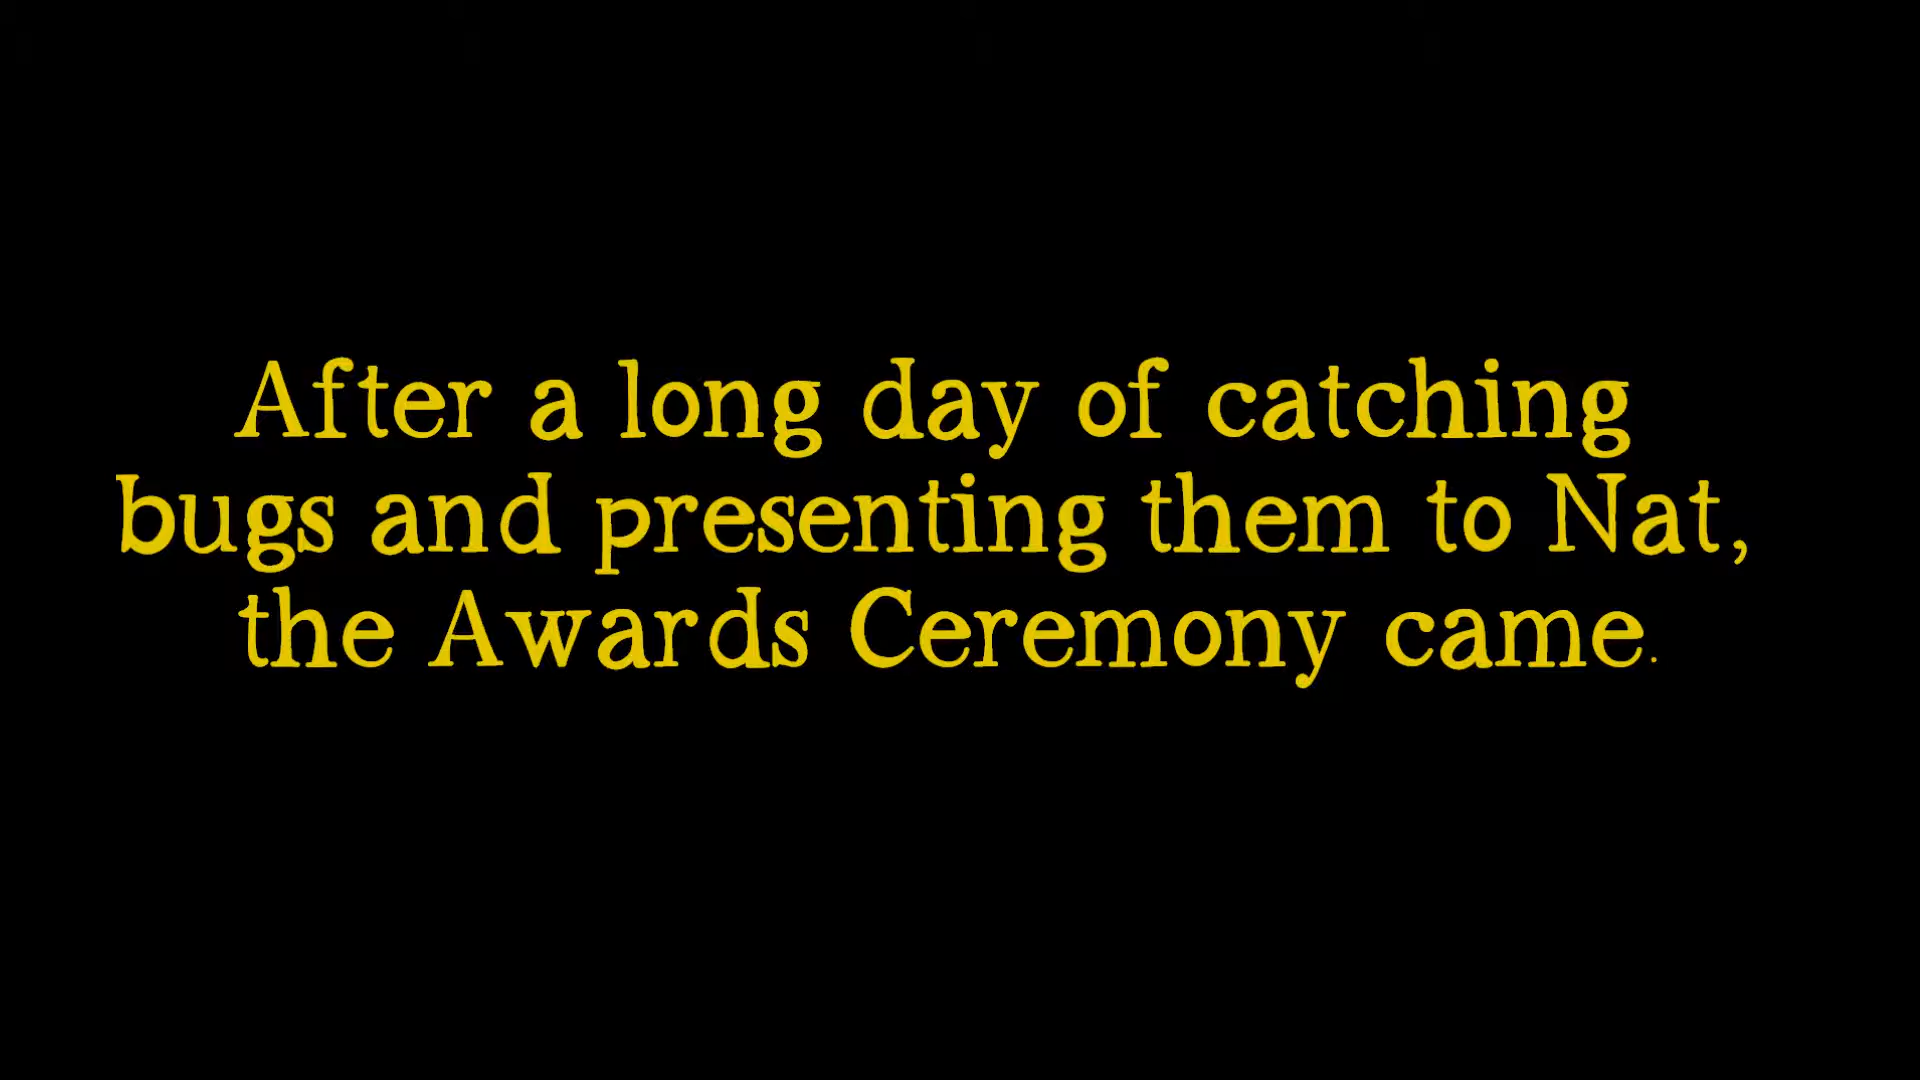 After a long day of catching
bugs and presenting them to Nat,
the Awards Ceremony came.